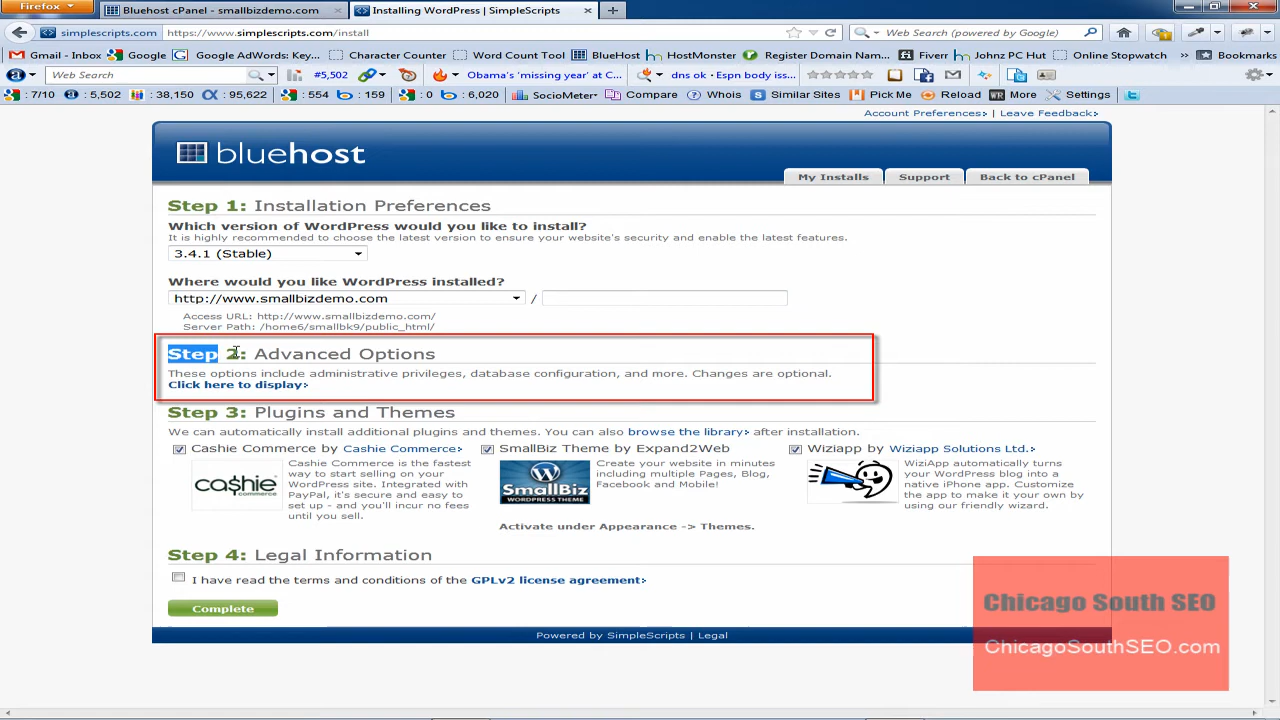 Firefox
Bluehost cPanel - smallbizdemo.com
Installing WordPress | SimpleScripts
simplescripts.com
https://www.simplescripts.com/install
Web Search (powered by Google)
Gmail - Inbox
Google
Google AdWords: Key...
Character Counter
Word Count Tool
BlueHost
HostMonster
Register Domain Nam...
Fiverr
Johnz PC Hut
Online Stopwatch
Bookmarks
Web Search
#5,502
Obama's 'missing year' at C...
dns ok • Espn body iss...
7/10
5,502
38,150
95,622
554
159
0
6,020
SocioMeter
Compare
Whois
Similar Sites
Pick Me
Reload
More
Settings
Account Preferences› | Leave Feedback›
bluehost
My Installs
Support
Back to cPanel
Step 1: Installation Preferences
Which version of WordPress would you like to install?
It is highly recommended to choose the latest version to ensure your website's security and enable the latest features.
3.4.1 (Stable)
Where would you like WordPress installed?
http://www.smallbizdemo.com /
Access URL: http://www.smallbizdemo.com/
Server Path: /home6/smallbk9/public_html/
Step 2: Advanced Options
These options include administrative privileges, database configuration, and more. Changes are optional.
Click here to display›
Step 3: Plugins and Themes
We can automatically install additional plugins and themes. You can also browse the library› after installation.
Cashie Commerce by Cashie Commerce›
cashie
commerce
Cashie Commerce is the fastest
way to start selling on your
WordPress site. Integrated with
PayPal, it's secure and easy to
set up - and you'll incur no fees
until you sell.
SmallBiz Theme by Expand2Web
SmallBiz
WORDPRESS THEME
Create your website in minutes
including multiple Pages, Blog,
Facebook and Mobile!
Activate under Appearance -> Themes.
Wiziapp by Wiziapp Solutions Ltd.›
WiziApp automatically turns
your WordPress blog into a
native iPhone app. Customize
the app to make it your own by
using our friendly wizard.
Step 4: Legal Information
I have read the terms and conditions of the GPLv2 license agreement›
Complete
Powered by SimpleScripts | Legal
Chicago South SEO
ChicagoSouthSEO.com